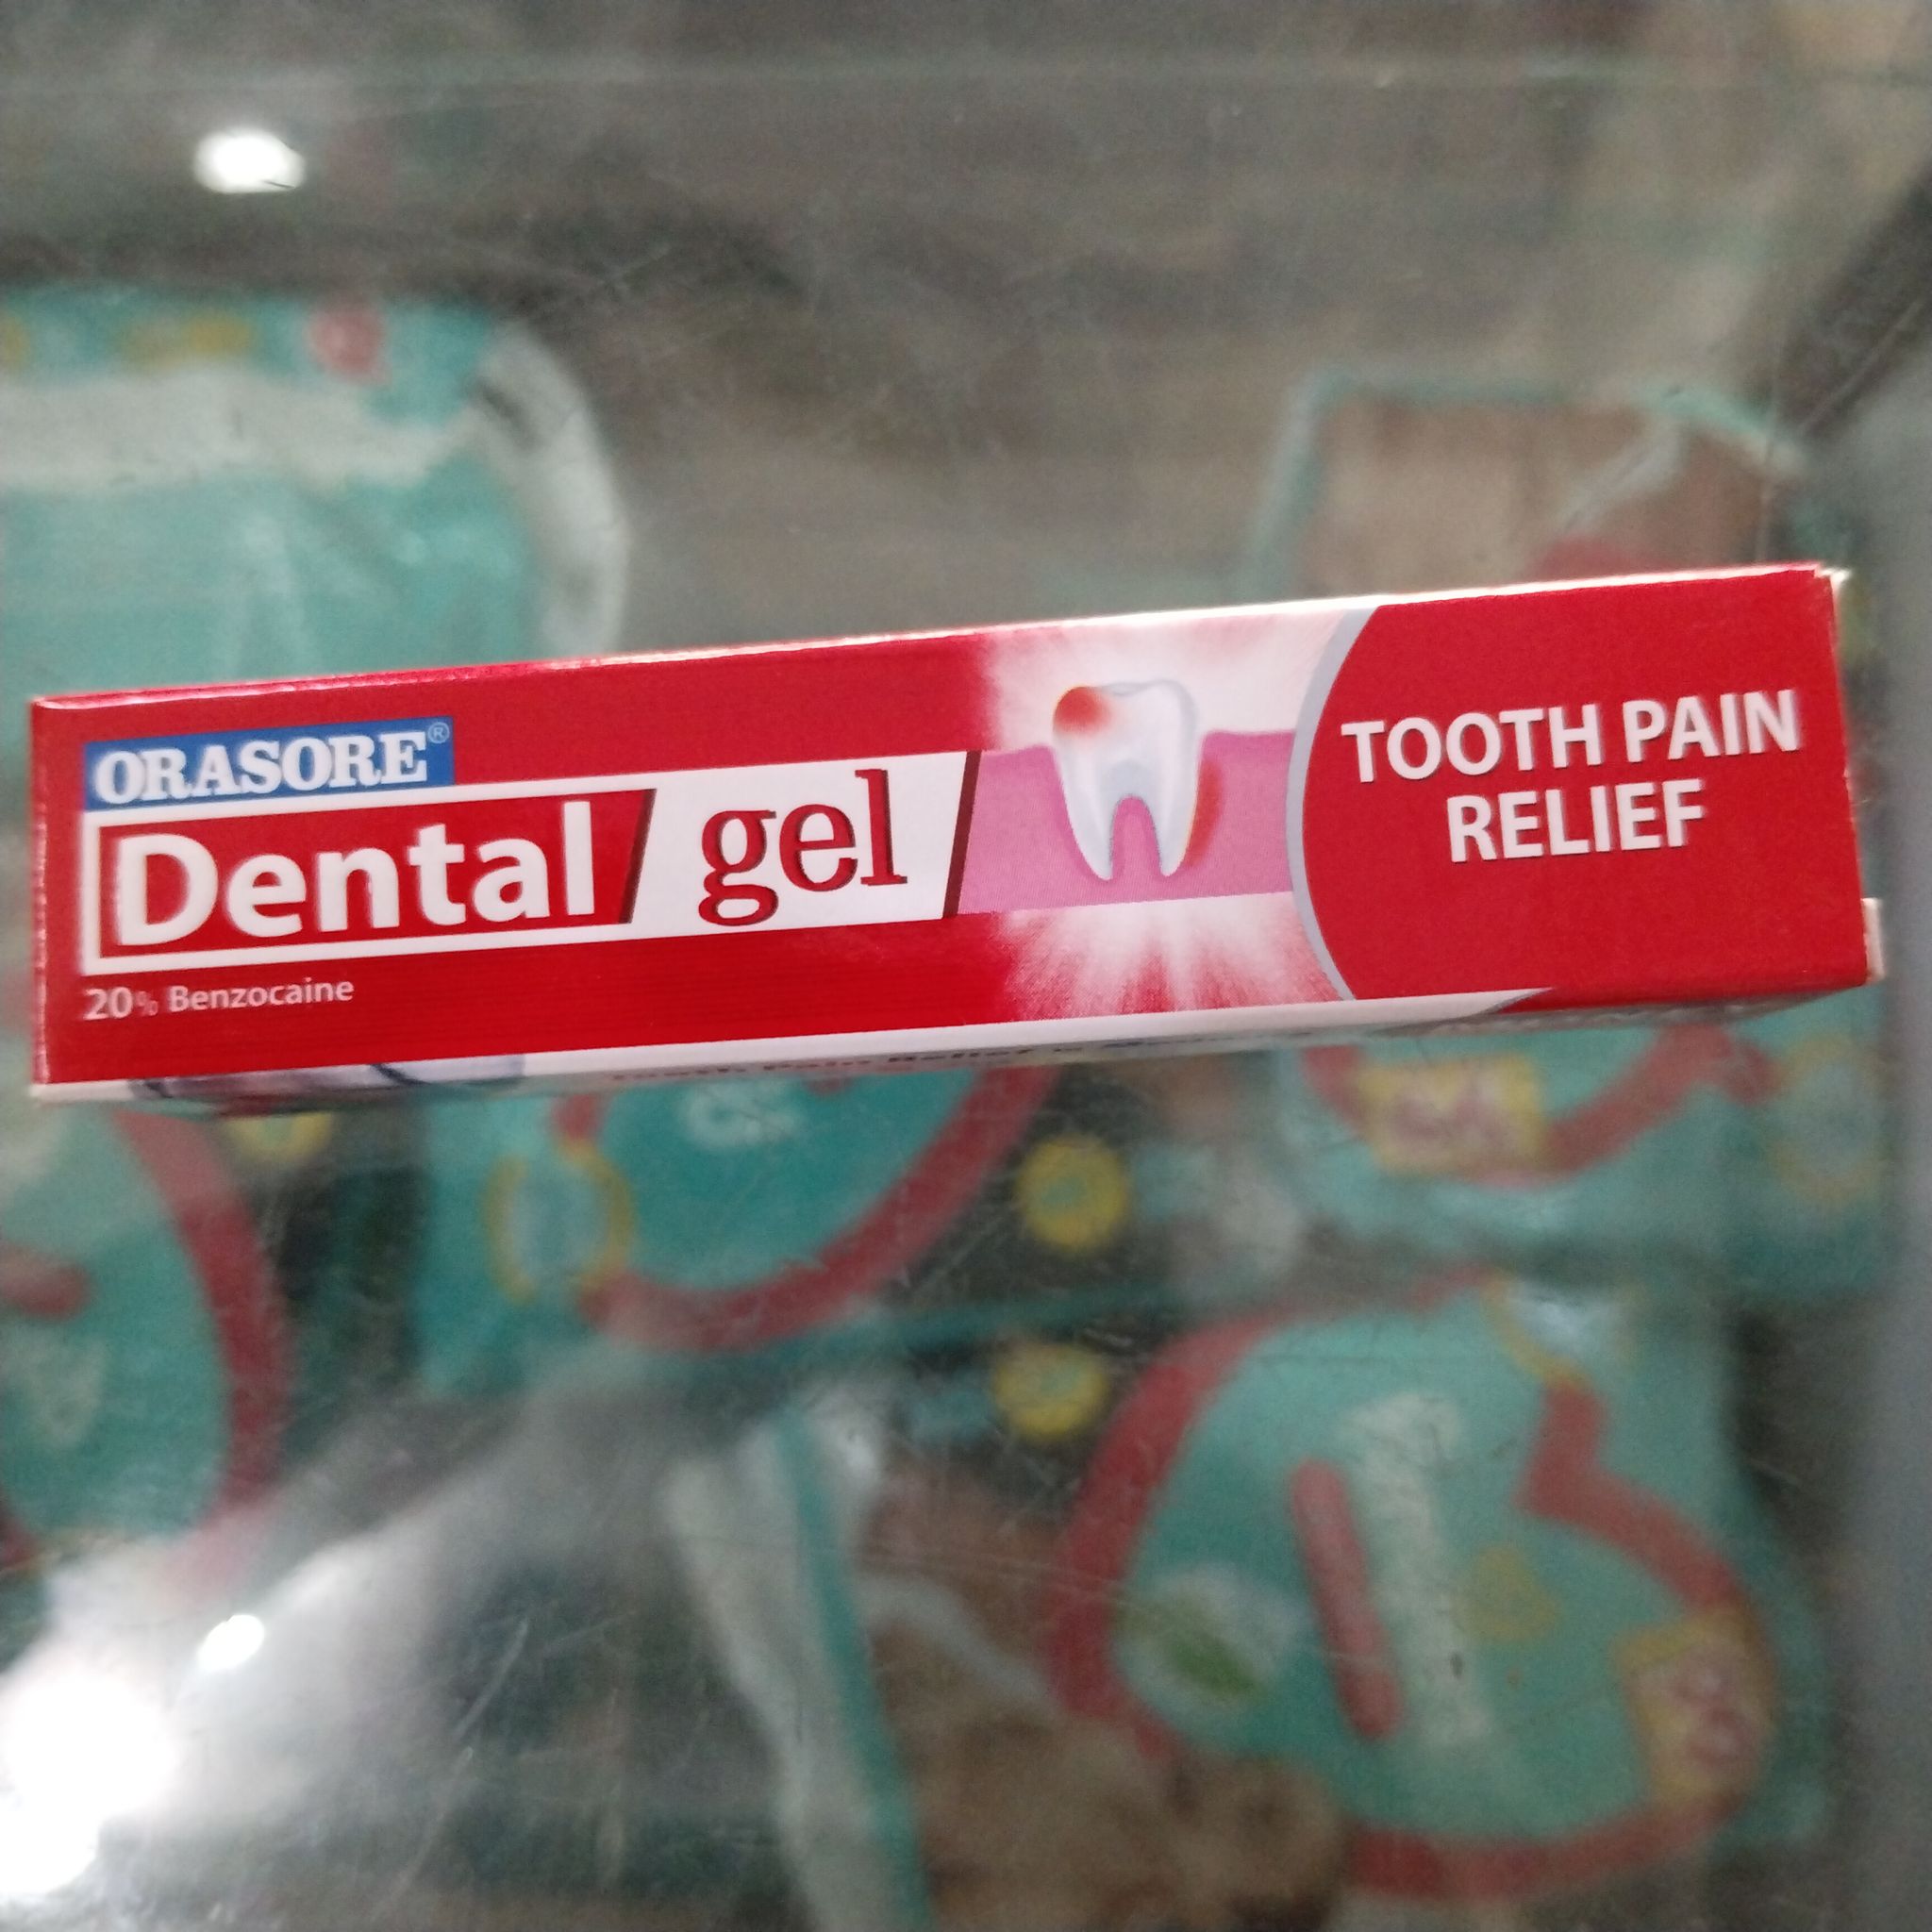 ORASORE®
Dental gel
20% Benzocaine
TOOTH PAIN
RELIEF